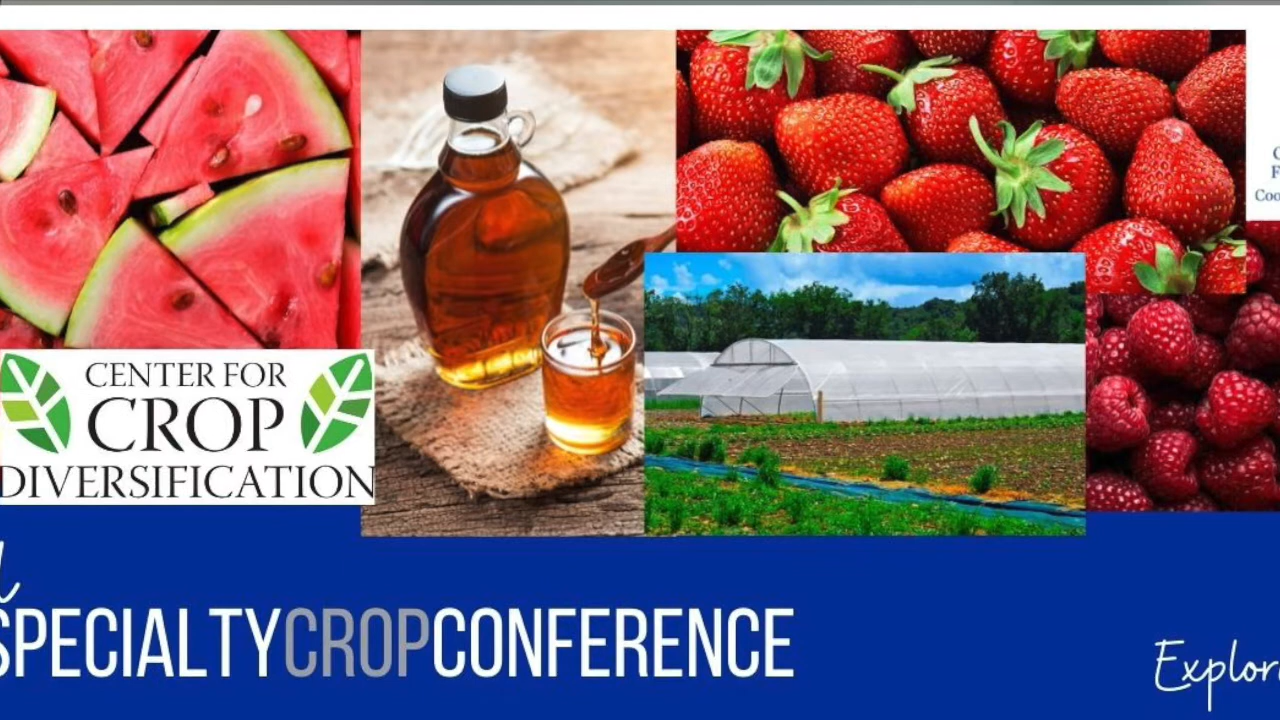 CENTER FOR
CROP
DIVERSIFICATION
SPECIALTYCROPCONFERENCE